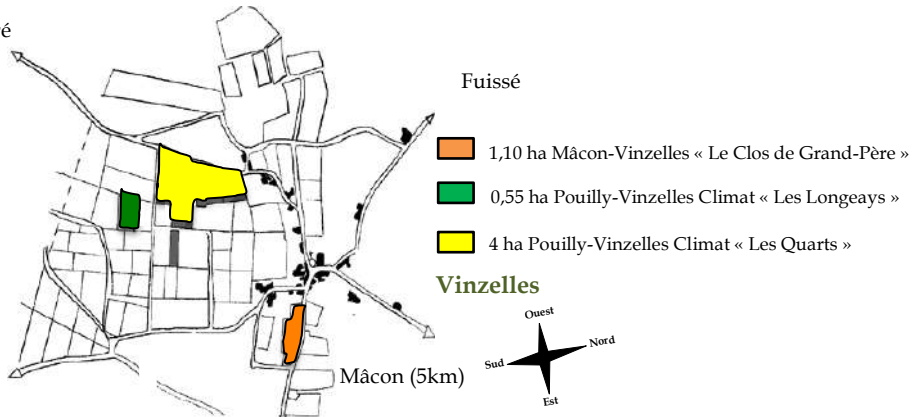 é
Fuissé
1,10 ha Mâcon-Vinzelles « Le Clos de Grand-Père »
0,55 ha Pouilly-Vinzelles Climat « Les Longeays »
4 ha Pouilly-Vinzelles Climat « Les Quarts »
Vinzelles
Ouest
Nord
Sud
Est
Mâcon (5km)